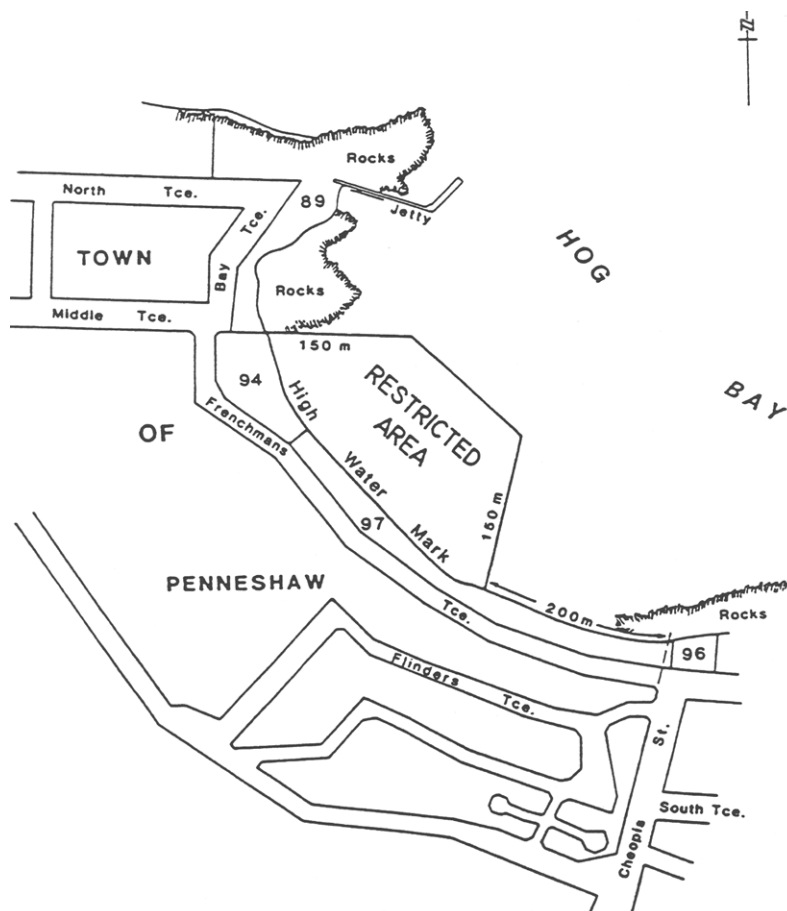 N
Rocks
North Tce.
89
Jetty
Tce.
Bay
TOWN
HOG
Rocks
Middle Tce.
150 m
94
RESTRICTED
AREA
BAY
High
Water
Mark
Frenchmans
Tce.
OF
97
150 m
PENNESHAW
200m
Rocks
96
Flinders Tce.
St.
Cheopis
South Tce.